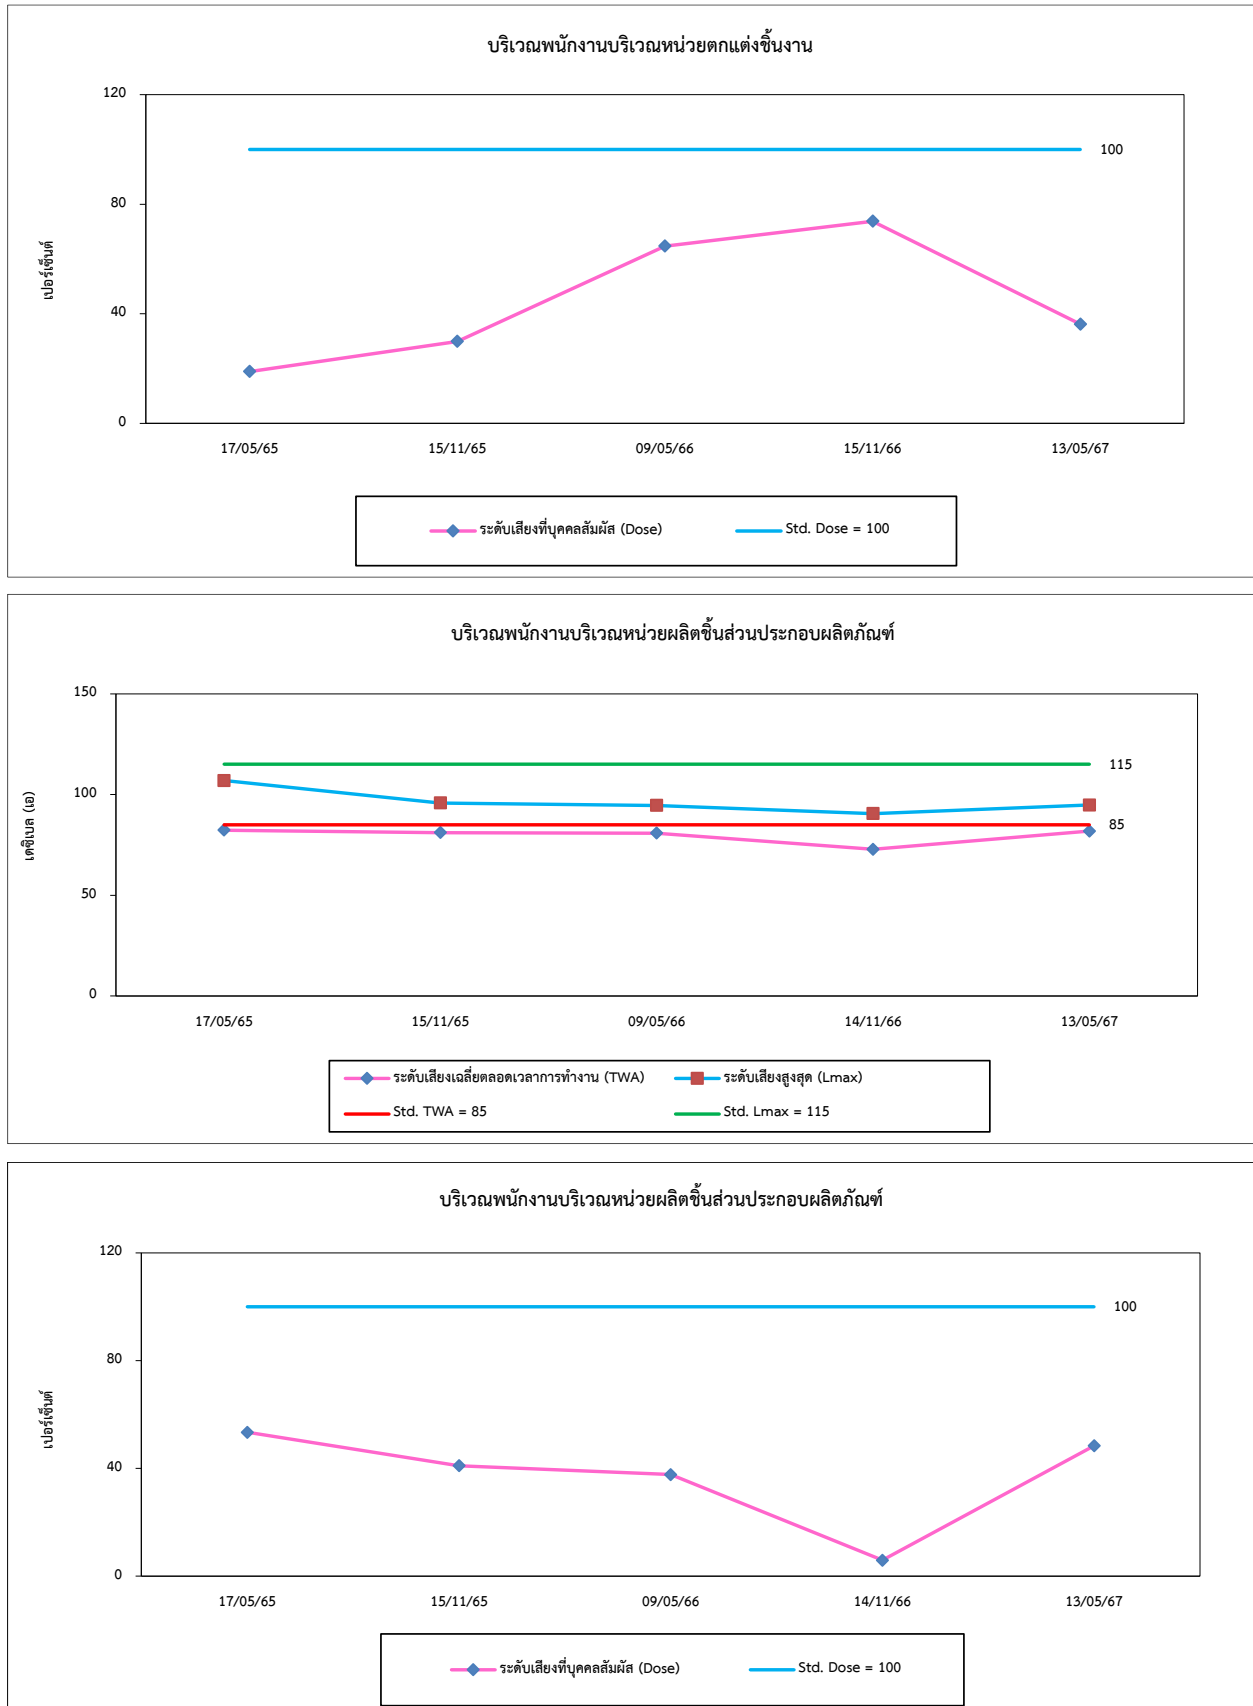 บริเวณพนักงานบริเวณหน่วยตกแต่งชิ้นงาน
120
100
80
เปอร์เซ็นต์
40
0
17/05/65 15/11/65 09/05/66 15/11/66 13/05/67
ระดับเสียงที่บุคคลสัมผัส (Dose) Std. Dose = 100
บริเวณพนักงานบริเวณหน่วยผลิตชิ้นส่วนประกอบผลิตภัณฑ์
150
115
100
85
เดซิเบล (เอ)
50
0
17/05/65 15/11/65 09/05/66 14/11/66 13/05/67
ระดับเสียงเฉลี่ยตลอดเวลาการทำงาน (TWA) ระดับเสียงสูงสุด (Lmax)
Std. TWA = 85 Std. Lmax = 115
บริเวณพนักงานบริเวณหน่วยผลิตชิ้นส่วนประกอบผลิตภัณฑ์
120
100
80
เปอร์เซ็นต์
40
0
17/05/65 15/11/65 09/05/66 14/11/66 13/05/67
ระดับเสียงที่บุคคลสัมผัส (Dose) Std. Dose = 100